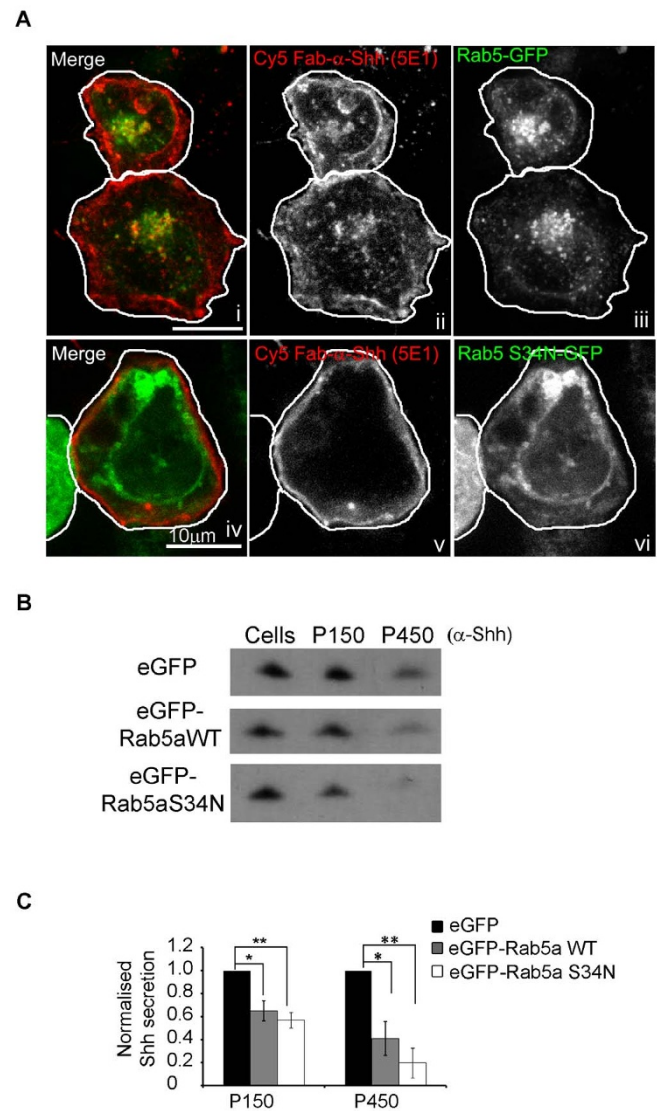 A
Merge
Cy5 Fab-α-Shh (5E1)
Rab5-GFP
i
ii
iii
Merge
Cy5 Fab-α-Shh (5E1)
Rab5 S34N-GFP
10μm
iv
v
vi
B
Cells P150 P450 (α-Shh)
eGFP
eGFP-
Rab5aWT
eGFP-
Rab5aS34N
C
Normalised
Shh secretion
1.2
1.0
0.8
0.6
0.4
0.2
0
*
**
*
**
P150
P450
eGFP
eGFP-Rab5a WT
eGFP-Rab5a S34N